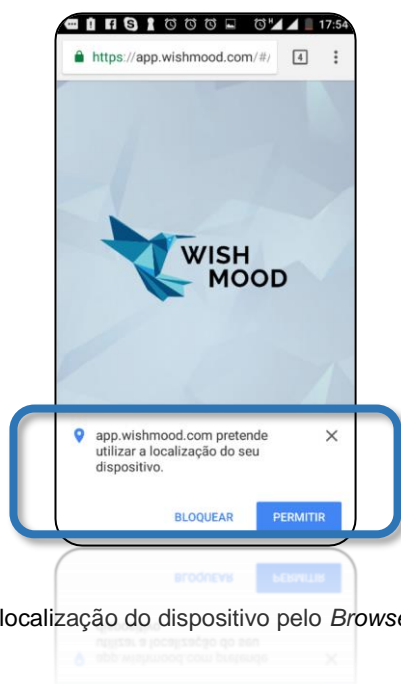 17:54
https://app.wishmood.com/#/
4
WISH
MOOD
app.wishmood.com pretende
utilizar a localização do seu
dispositivo.
BLOQUEAR PERMITIR
localização do dispositivo pelo Browse